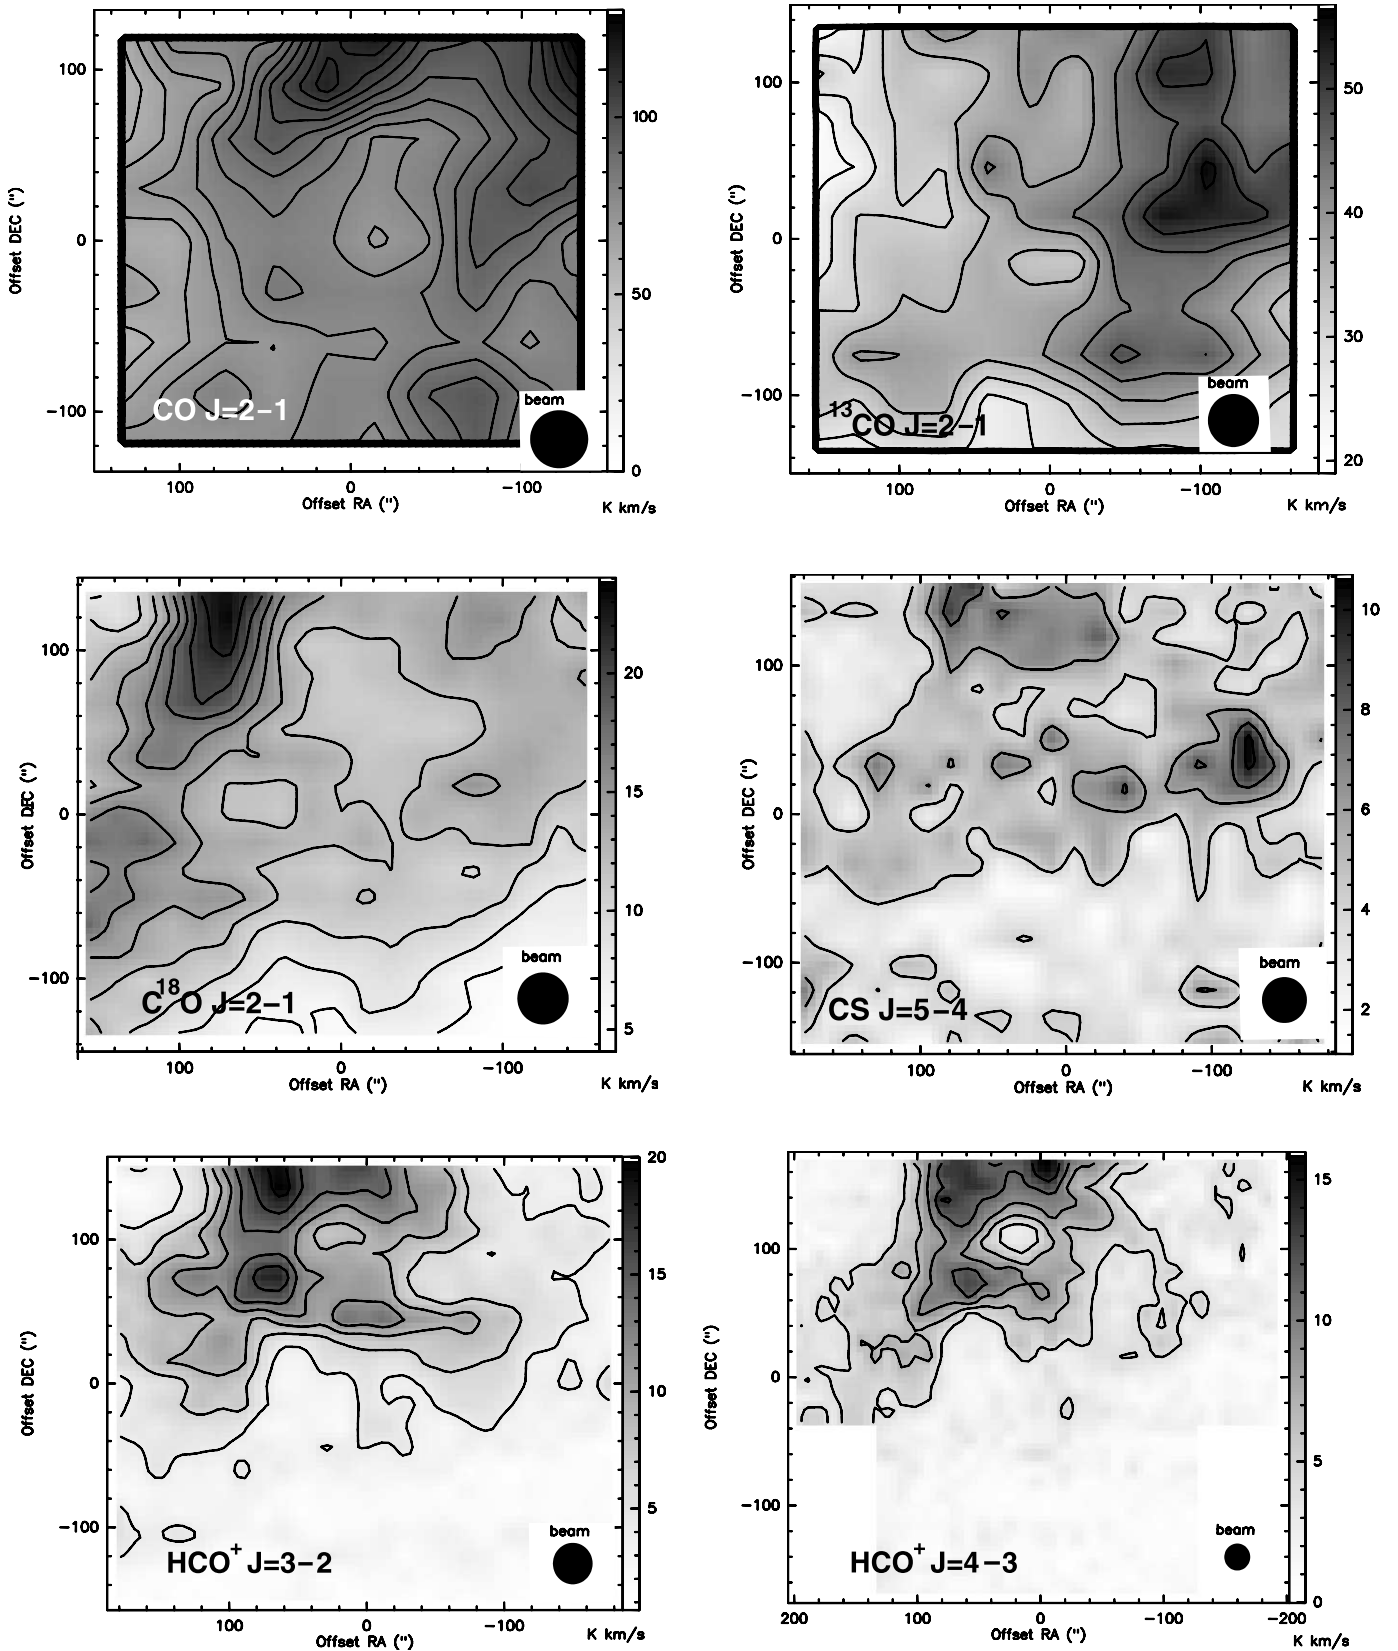 100
0
−100
Offset DEC (")
CO J=2−1
beam
100
0
−100
Offset RA (")
K km/s
100
50
0
100
0
−100
Offset DEC (")
13CO J=2−1
beam
100
0
−100
Offset RA (")
K km/s
50
40
30
20
100
0
−100
Offset DEC (")
C18O J=2−1
beam
100
0
−100
Offset RA (")
K km/s
20
15
10
5
100
0
−100
Offset DEC (")
CS J=5−4
beam
100
0
−100
Offset RA (")
K km/s
10
8
6
4
2
100
0
−100
Offset DEC (")
HCO+ J=3−2
beam
100
0
−100
Offset RA (")
K km/s
20
15
10
5
100
0
−100
Offset DEC (")
HCO+ J=4−3
beam
200
100
0
−100
−200
Offset RA (")
K km/s
15
10
5
0